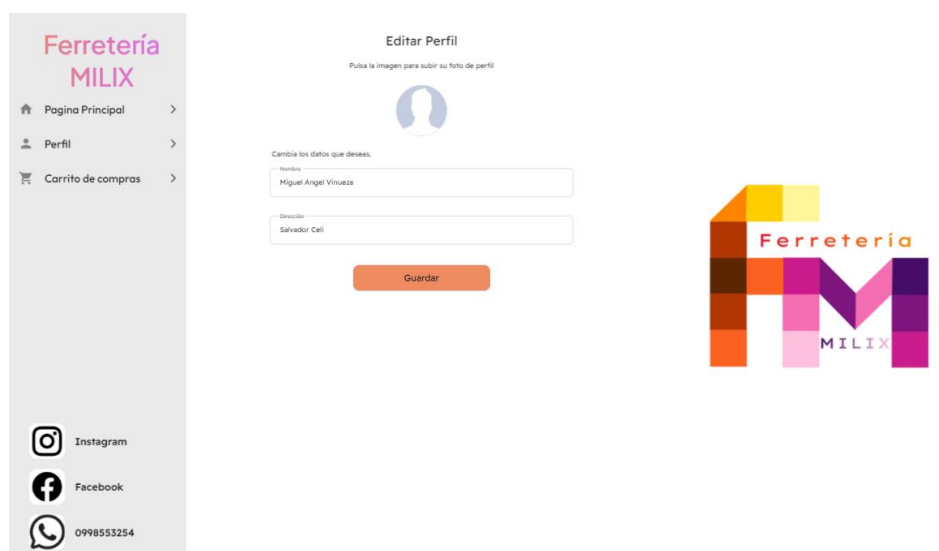 Ferretería
MILIX
Pagina Principal
Perfil
Carrito de compras
Instagram
Facebook
0998553254
Editar Perfil
Pulsa la imagen para subir su foto de perfil
Cambia los datos que deseas.
Nombre
Miguel Angel Vinueza
Dirección
Salvador Celi
Guardar
Ferretería
MILIX